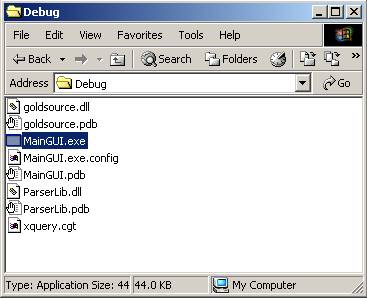 Debug
File Edit View Favorites Tools Help
Back Search Folders »
Address Debug Go
goldsource.dll
goldsource.pdb
MainGUI.exe
MainGUI.exe.config
MainGUI.pdb
ParserLib.dll
ParserLib.pdb
xquery.cgt
Type: Application Size: 44 44.0 KB My Computer